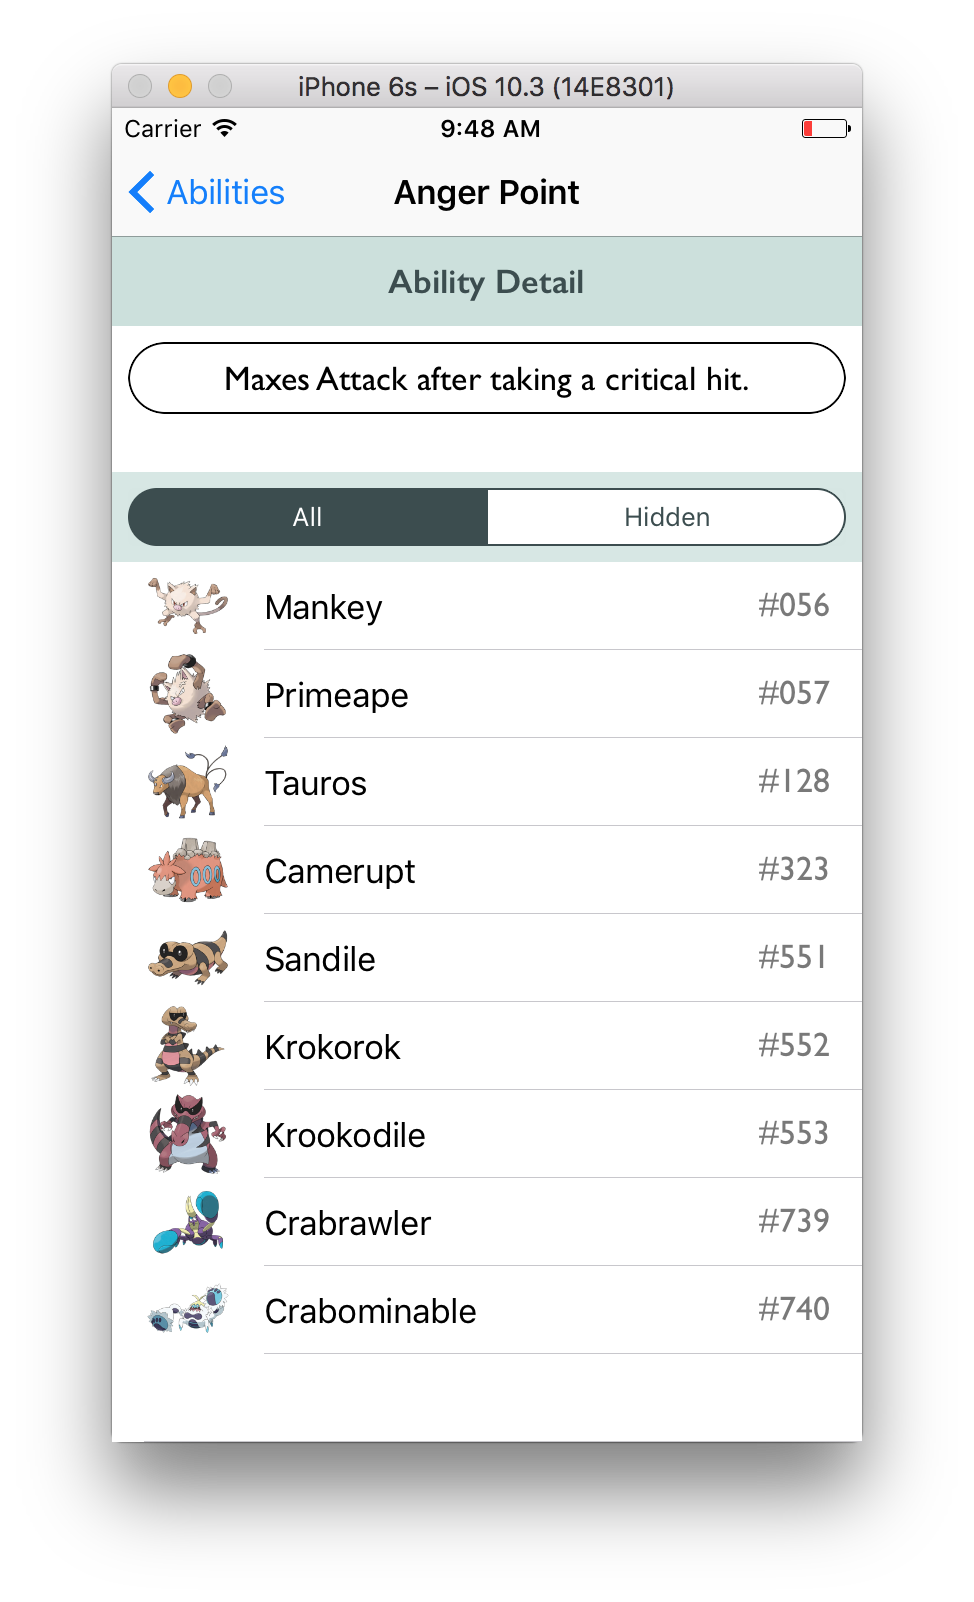 iPhone 6s – iOS 10.3 (14E8301)
Carrier 9:48 AM
Abilities Anger Point
Ability Detail
Maxes Attack after taking a critical hit.
All Hidden
Mankey #056
Primeape #057
Tauros #128
Camerupt #323
Sandile #551
Krokorok #552
Krookodile #553
Crabrawler #739
Crabominable #740